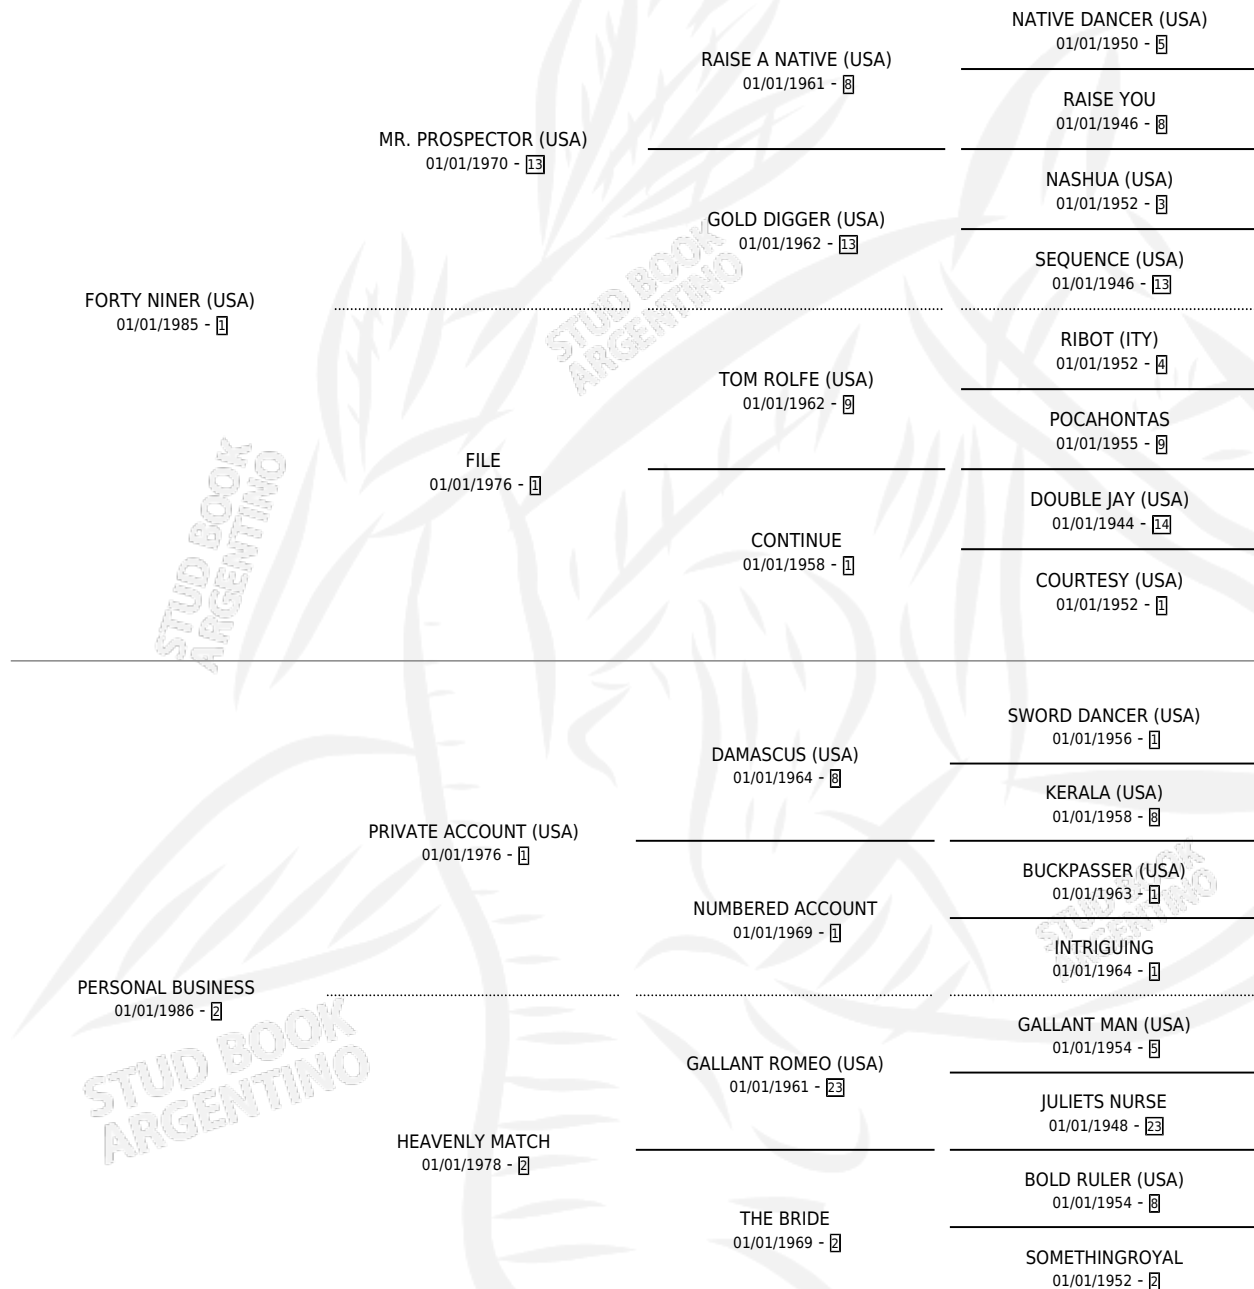 NATIVE DANCER (USA)
01/01/1950 - 5
RAISE A NATIVE (USA)
01/01/1961 - 8
RAISE YOU
01/01/1946 - 8
MR. PROSPECTOR (USA)
01/01/1970 - 13
NASHUA (USA)
01/01/1952 - 3
GOLD DIGGER (USA)
01/01/1962 - 13
SEQUENCE (USA)
01/01/1946 - 13
FORTY NINER (USA)
01/01/1985 - 1
RIBOT (ITY)
01/01/1952 - 4
TOM ROLFE (USA)
01/01/1962 - 9
POCAHONTAS
01/01/1955 - 9
FILE
01/01/1976 - 1
DOUBLE JAY (USA)
01/01/1944 - 14
CONTINUE
01/01/1958 - 1
COURTESY (USA)
01/01/1952 - 1
SWORD DANCER (USA)
01/01/1956 - 1
DAMASCUS (USA)
01/01/1964 - 8
KERALA (USA)
01/01/1958 - 8
PRIVATE ACCOUNT (USA)
01/01/1976 - 1
BUCKPASSER (USA)
01/01/1963 - 1
NUMBERED ACCOUNT
01/01/1969 - 1
INTRIGUING
01/01/1964 - 1
PERSONAL BUSINESS
01/01/1986 - 2
GALLANT MAN (USA)
01/01/1954 - 5
GALLANT ROMEO (USA)
01/01/1961 - 23
JULIETS NURSE
01/01/1948 - 23
HEAVENLY MATCH
01/01/1978 - 2
BOLD RULER (USA)
01/01/1954 - 8
THE BRIDE
01/01/1969 - 2
SOMETHINGROYAL
01/01/1952 - 2
STUD BOOK
ARGENTINO
STUD BOOK
ARGENTINO
STUD BOOK
ARGENTINO
STUD BOOK
ARGENTINO